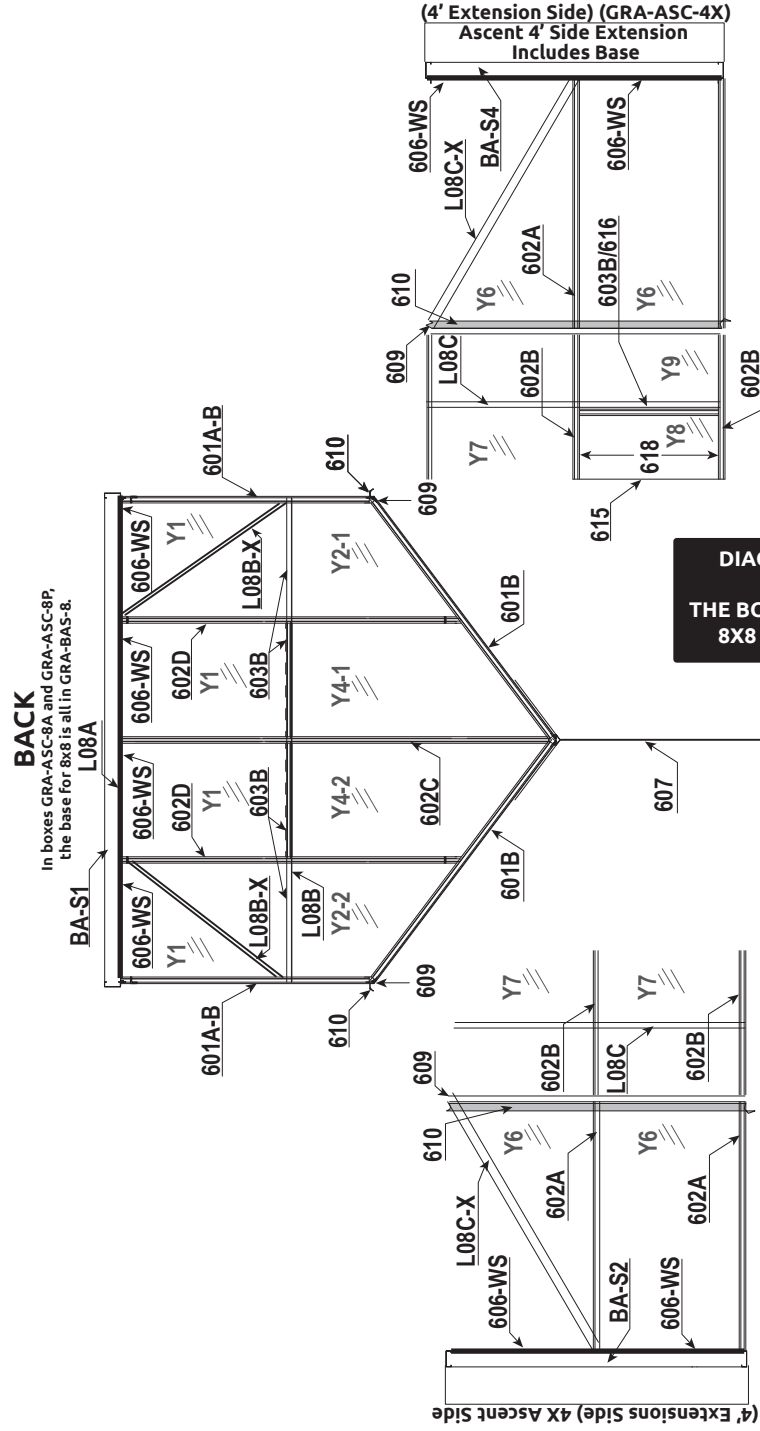 (4' Extension Side) (GRA-ASC-4X)
Ascent 4' Side Extension
Includes Base
606-WS
BA-S4
L08C-X
606-WS
602A
603B/616
610
Y6
Y6
609
L08C
602B
Y9
602B
Y7
618
Y8
615
BACK
In boxes GRA-ASC-8A and GRA-ASC-8P,
the base for 8x8 is all in GRA-BAS-8.
L08A
BA-S1
606-WS
606-WS
606-WS
606-WS
Y1
Y1
Y1
Y1
601A-B
601A-B
602D
602D
L08B-X
L08B-X
603B
603B
L08B
Y2-1
Y4-1
Y4-2
Y2-2
602C
610
609
610
609
601B
601B
607
DIAG
THE BO
8X8
609
610
L08C-X
606-WS
BA-S2
606-WS
Y6
Y6
602A
602A
602B
L08C
602B
Y7
Y7
(4' Extensions Side) 4X Ascent Side